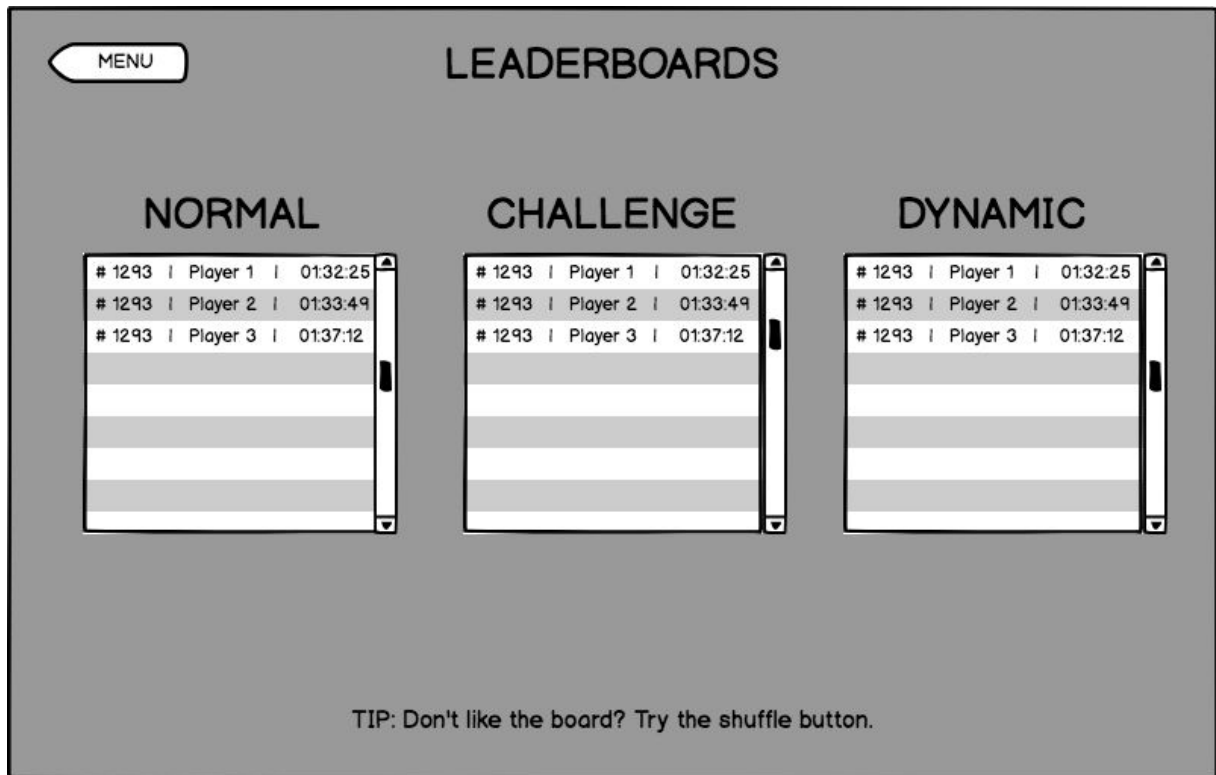 MENU
LEADERBOARDS
NORMAL
# 1293 | Player 1 | 01:32:25
# 1293 | Player 2 | 01:33:49
# 1293 | Player 3 | 01:37:12
CHALLENGE
# 1293 | Player 1 | 01:32:25
# 1293 | Player 2 | 01:33:49
# 1293 | Player 3 | 01:37:12
DYNAMIC
# 1293 | Player 1 | 01:32:25
# 1293 | Player 2 | 01:33:49
# 1293 | Player 3 | 01:37:12
TIP: Don't like the board? Try the shuffle button.